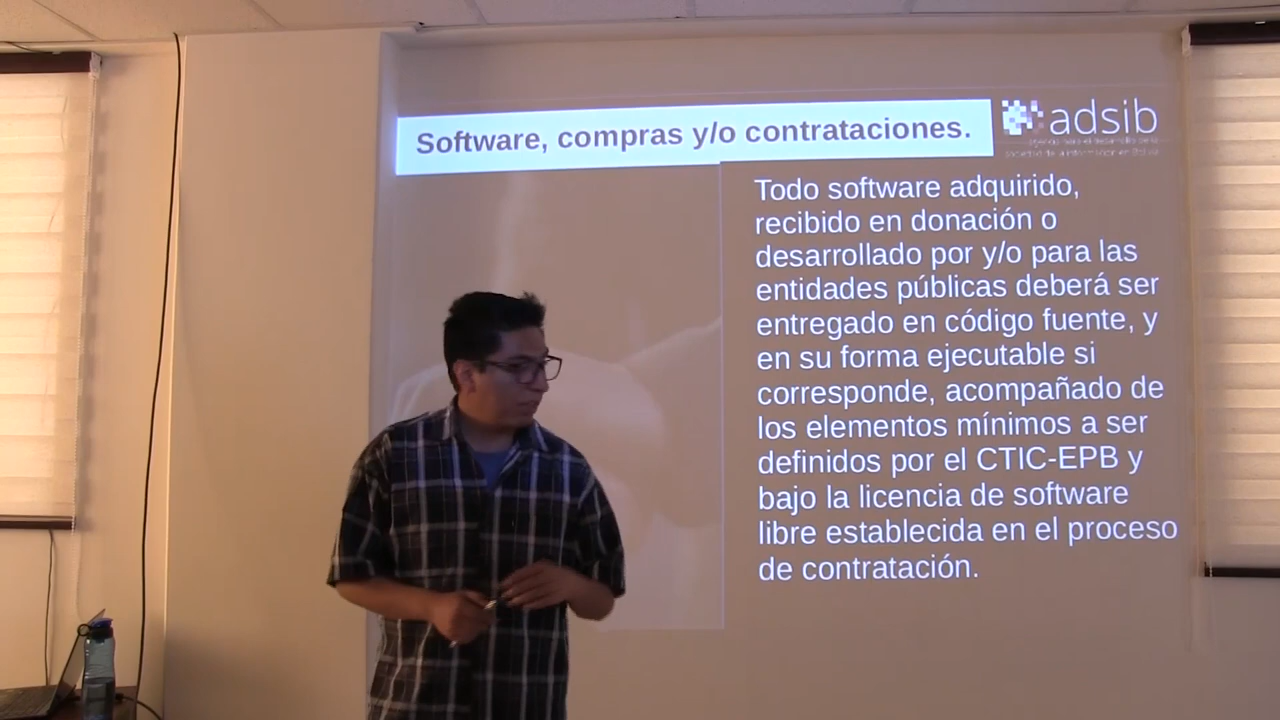 Software, compras y/o contrataciones.
adsib
Todo software adquirido,
recibido en donación o
desarrollado por y/o para las
entidades públicas deberá ser
entregado en código fuente, y
en su forma ejecutable si
corresponde, acompañado de
los elementos mínimos a ser
definidos por el CTIC-EPB y
bajo la licencia de software
libre establecida en el proceso
de contratación.